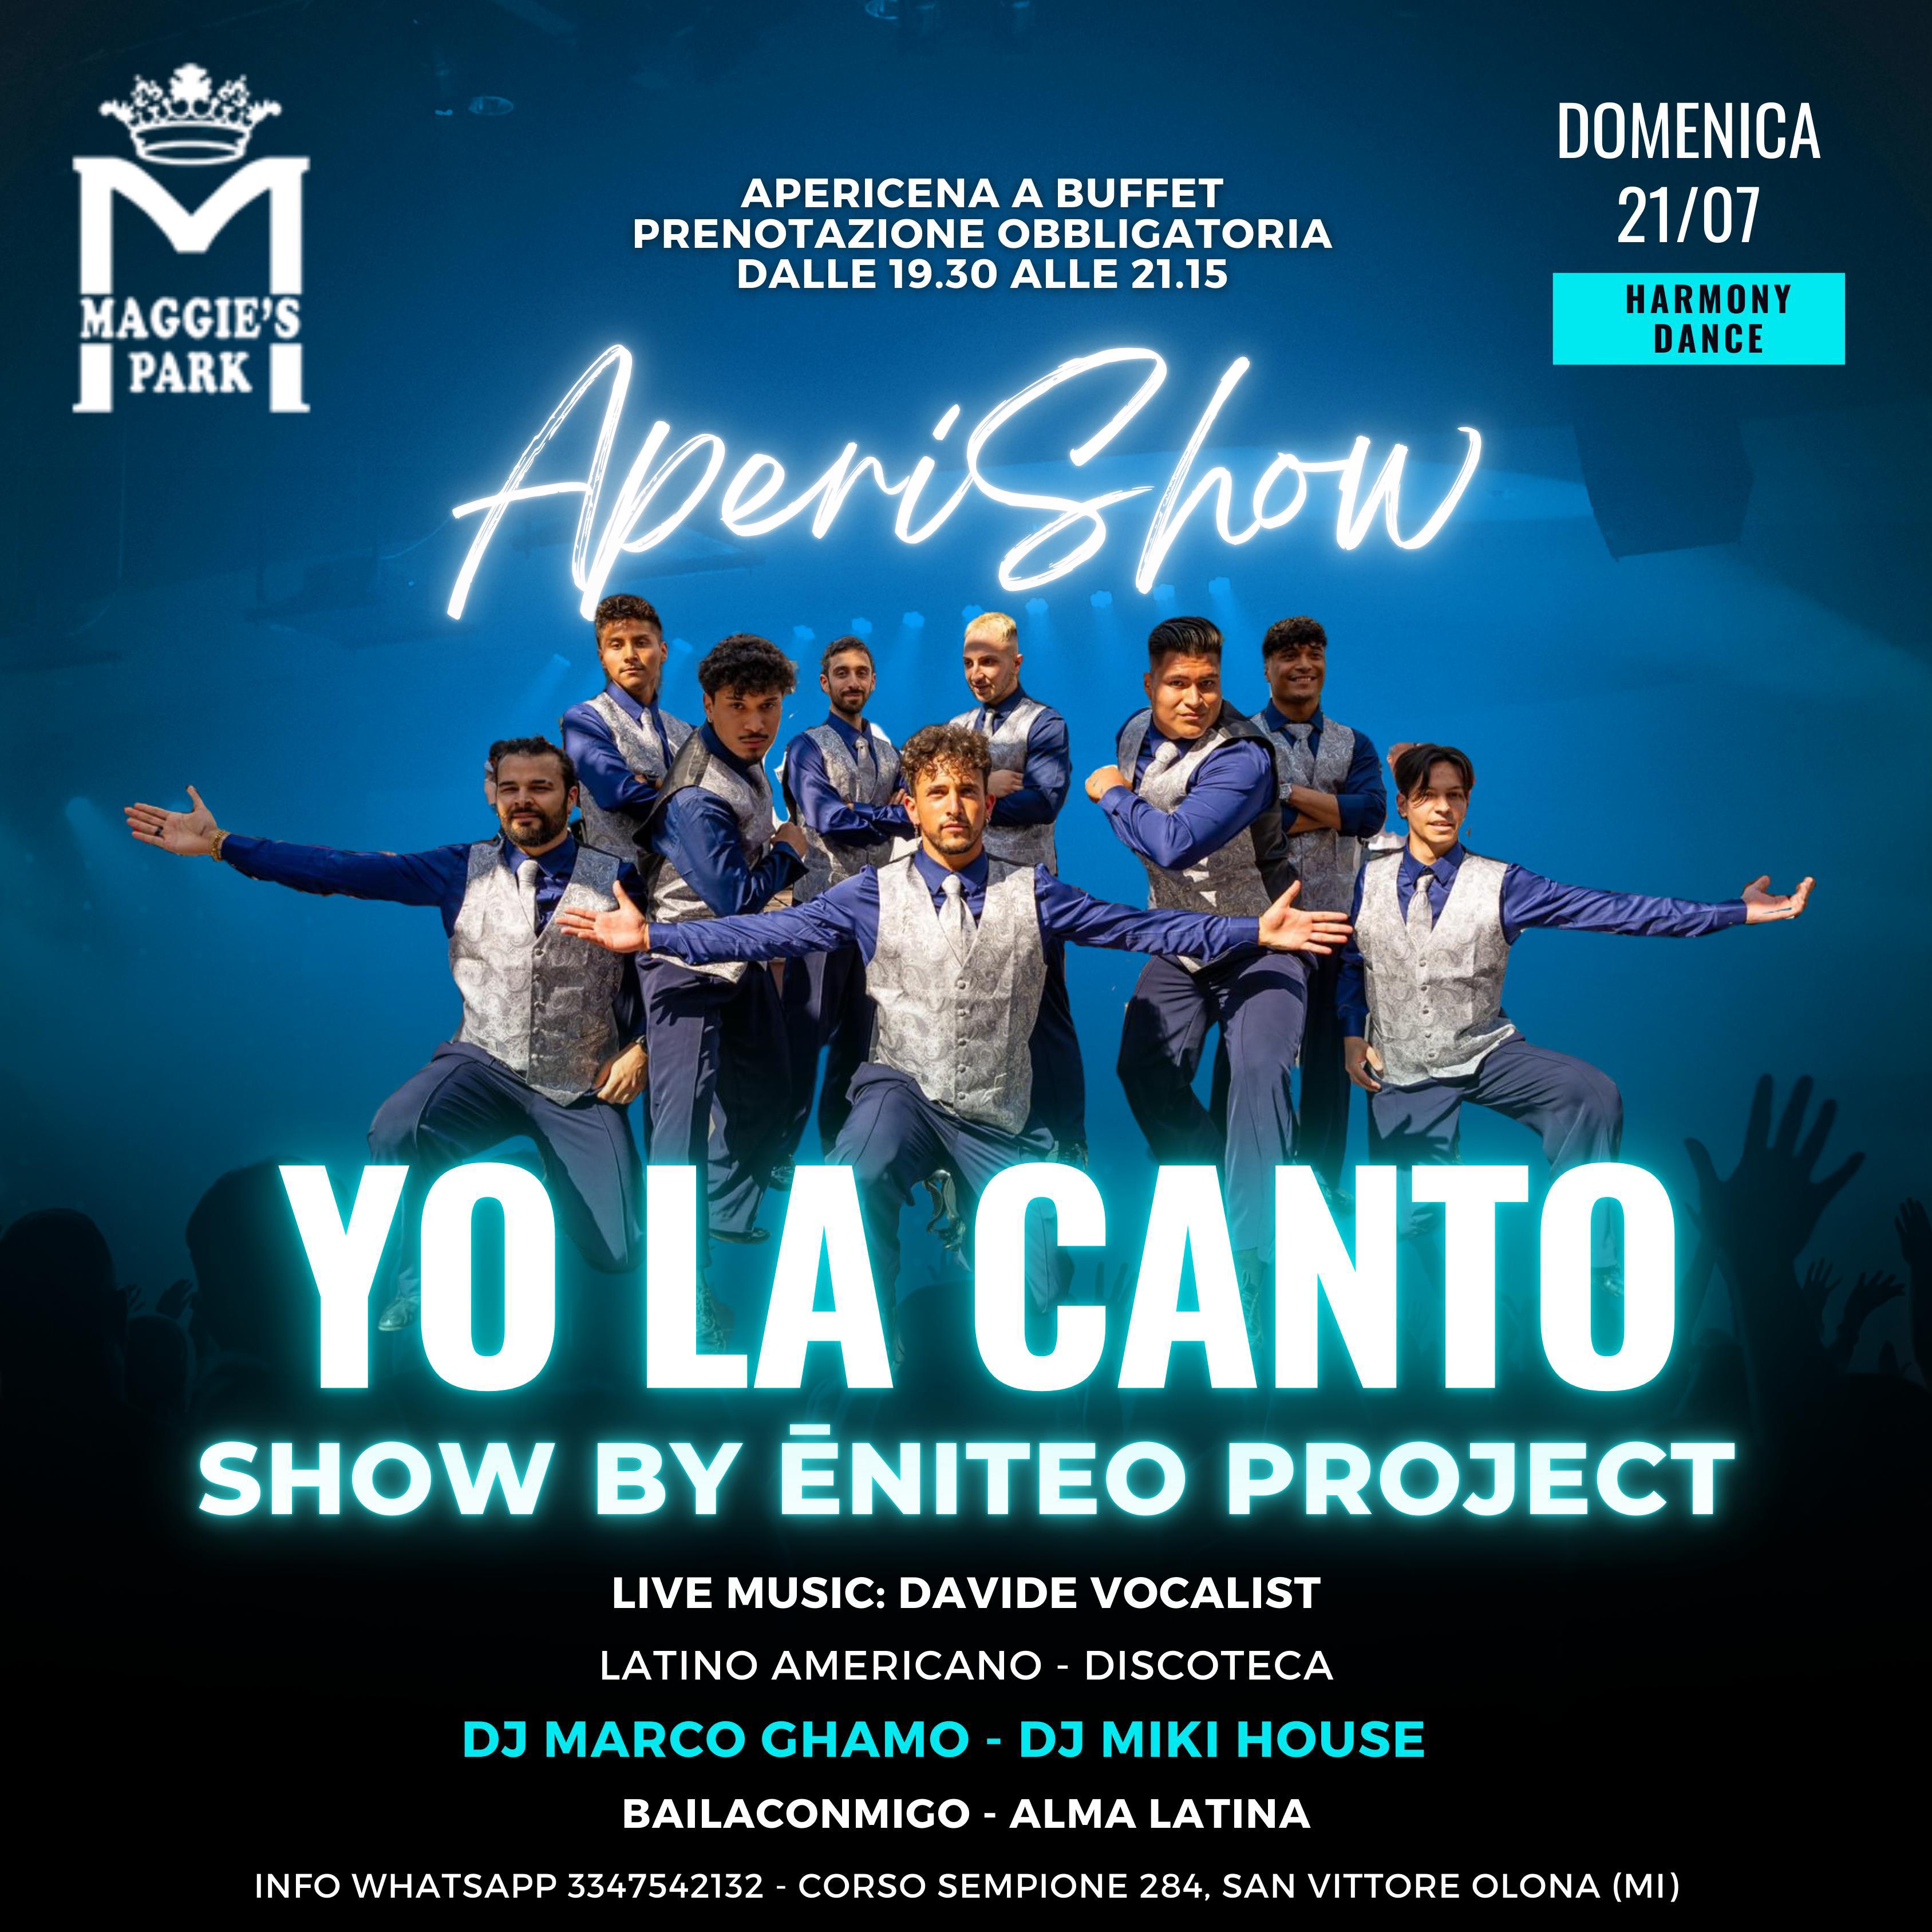 MAGGIE'S
PARK
APERICENA A BUFFET
PRENOTAZIONE OBBLIGATORIA
DALLE 19.30 ALLE 21.15
DOMENICA
21/07
HARMONY
DANCE
AperiShow
YO LA CANTO
SHOW BY ĒNITEO PROJECT
LIVE MUSIC: DAVIDE VOCALIST
LATINO AMERICANO - DISCOTECA
DJ MARCO GHAMO - DJ MIKI HOUSE
BAILACONMIGO - ALMA LATINA
INFO WHATSAPP 3347542132 - CORSO SEMPIONE 284, SAN VITTORE OLONA (MI)